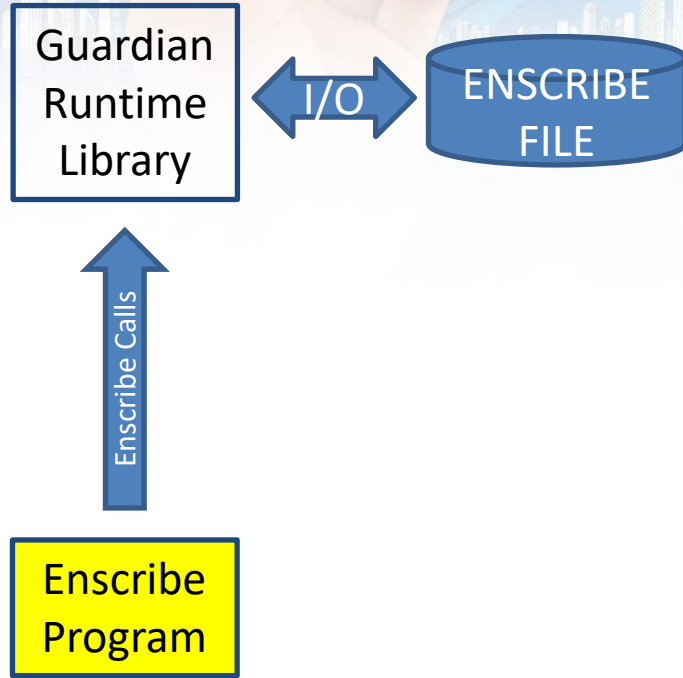 Guardian
Runtime
Library
I/O
ENSCRIBE
FILE
Enscribe Calls
Enscribe
Program